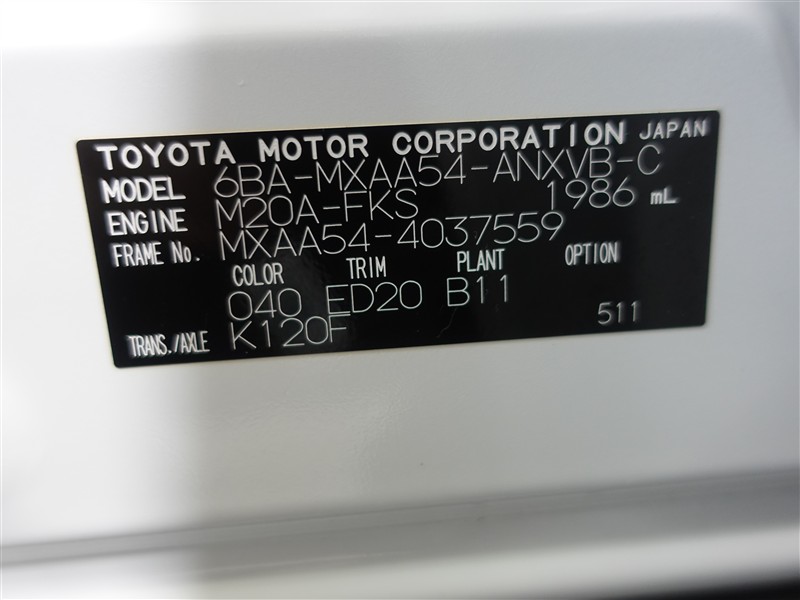 TOYOTA MOTOR CORPORATION JAPAN
MODEL 6BA-MXAA54-ANXVB-C
ENGINE M20A-FKS 1986 mL
FRAME No. MXAA54-4037559
COLOR TRIM PLANT OPTION
040 ED20 B11
TRANS./AXLE K120F 511